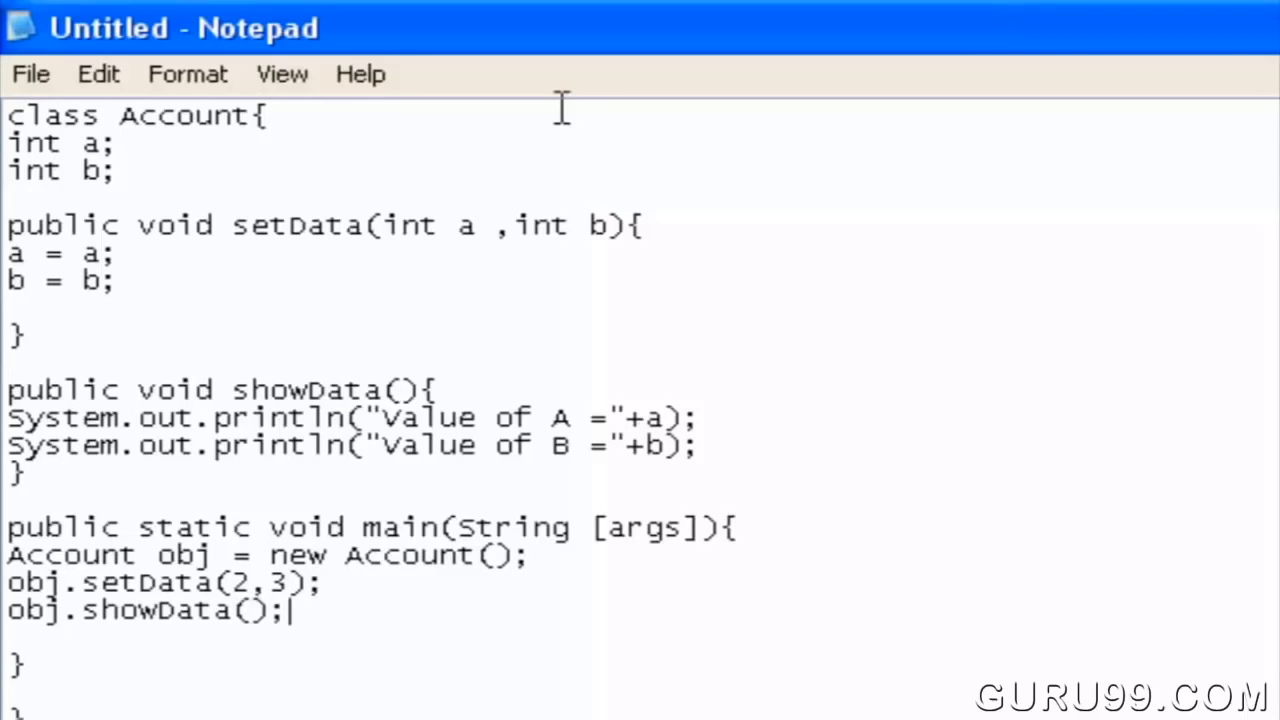 Untitled - Notepad
File Edit Format View Help
class Account{
int a;
int b;
public void setData(int a ,int b){
a = a;
b = b;
}
public void showData(){
System.out.println("Value of A ="+a);
System.out.println("Value of B ="+b);
}
public static void main(String [args]){
Account obj = new Account();
obj.setData(2,3);
obj.showData();
}
}
GURU99.COM